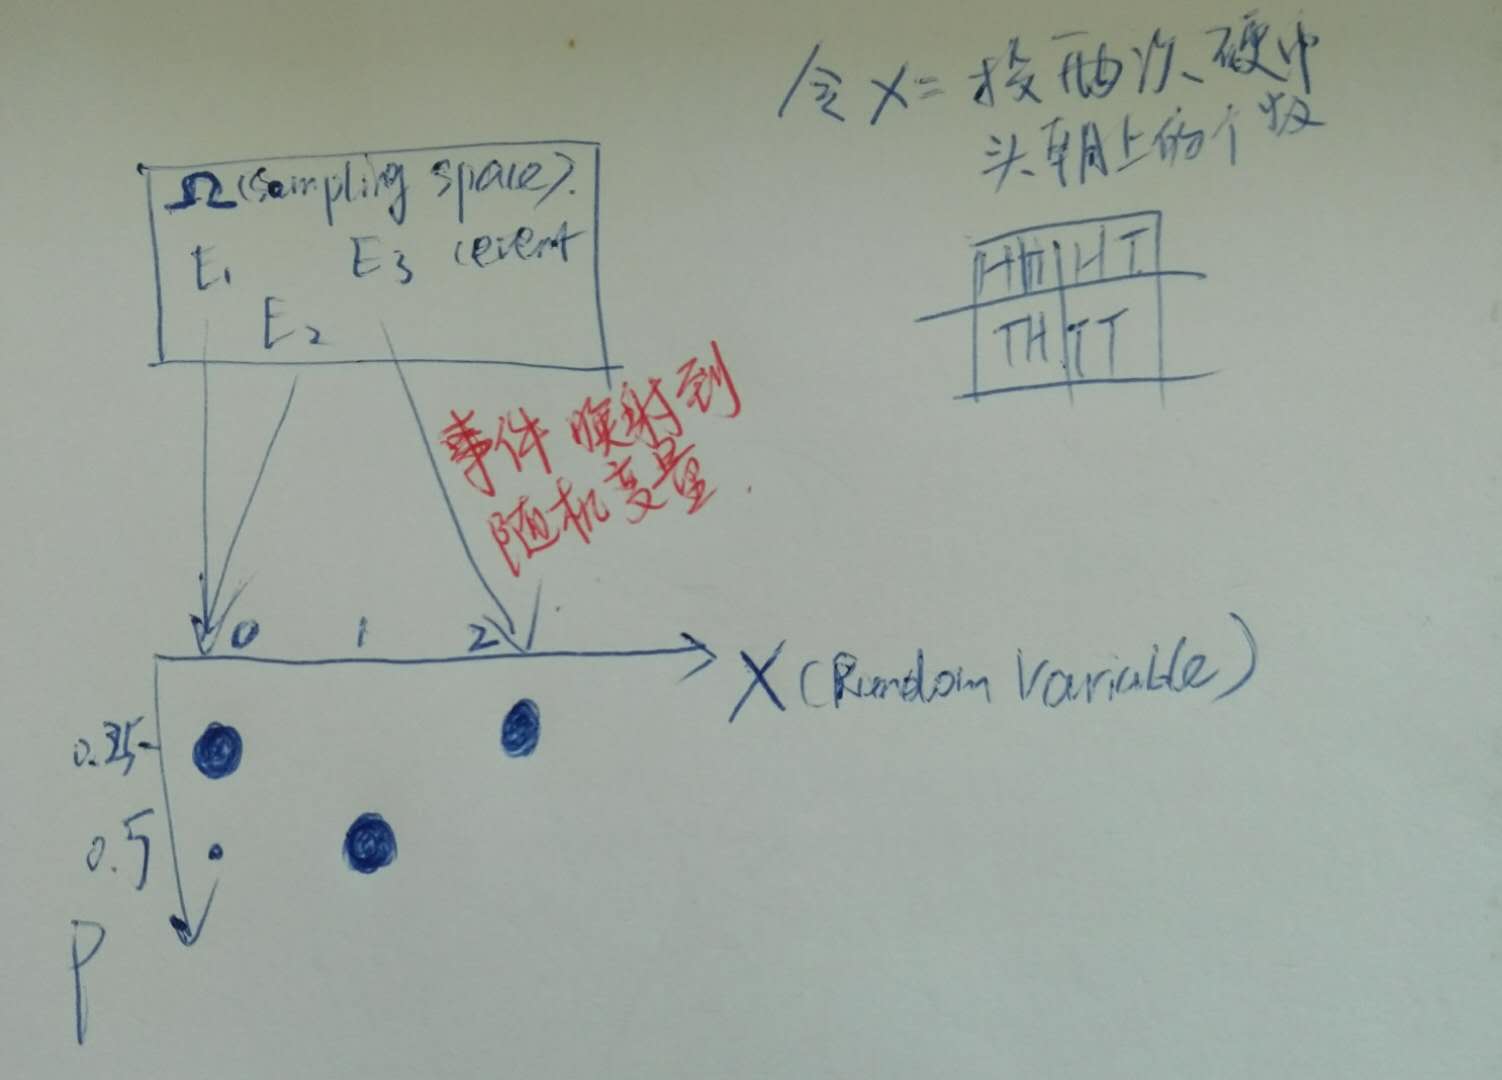 令X=投两次硬币
头朝上的个数
Ω(Sampling space).
E₁ E₃ (event
E₂
HH HT
TH TT
事件映射到
随机变量.
0 1 2
X (Random Variable)
0.25
0.5
P